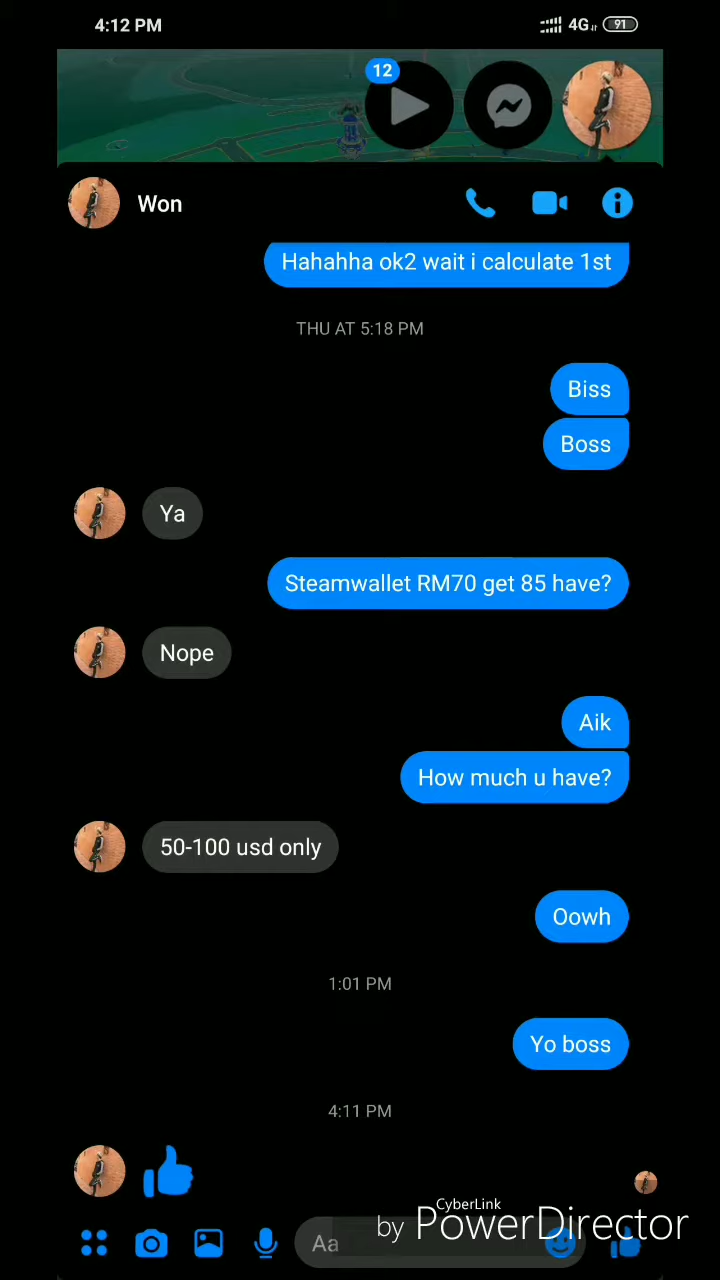 4:12 PM
4G
91
12
Won
Hahahha ok2 wait i calculate 1st
THU AT 5:18 PM
Biss
Boss
Ya
Steamwallet RM70 get 85 have?
Nope
Aik
How much u have?
50-100 usd only
Oowh
1:01 PM
Yo boss
4:11 PM
Aa
CyberLink
by PowerDirector